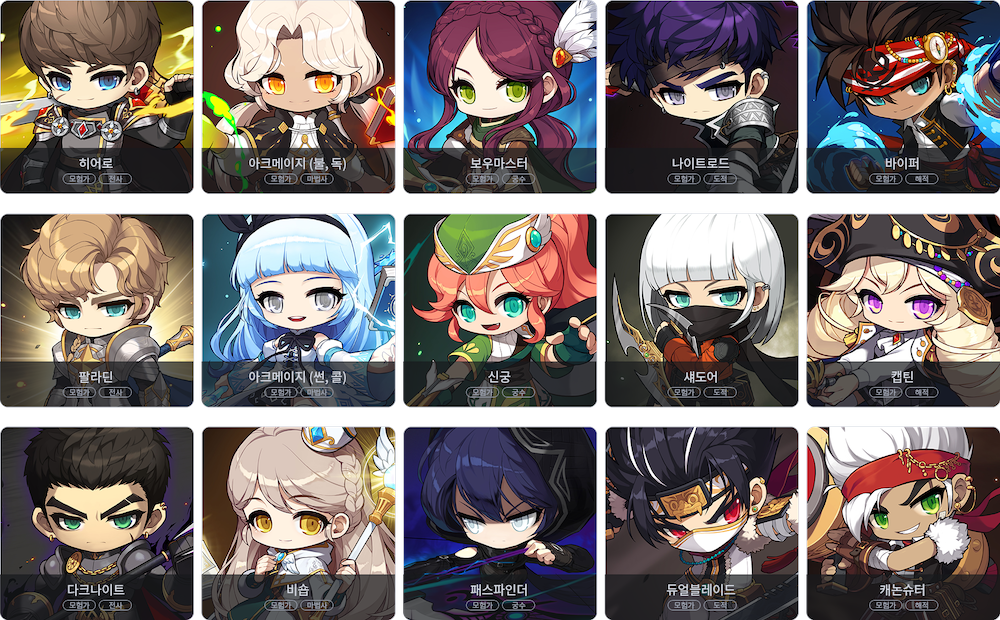 히어로
모험가 전사
아크메이지 (불, 독)
모험가 마법사
보우마스터
모험가 궁수
나이트로드
모험가 도적
바이퍼
모험가 해적
팔라딘
모험가 전사
아크메이지 (썬, 콜)
모험가 마법사
신궁
모험가 궁수
섀도어
모험가 도적
캡틴
모험가 해적
다크나이트
모험가 전사
비숍
모험가 마법사
패스파인더
모험가 궁수
듀얼블레이드
모험가 도적
캐논슈터
모험가 해적